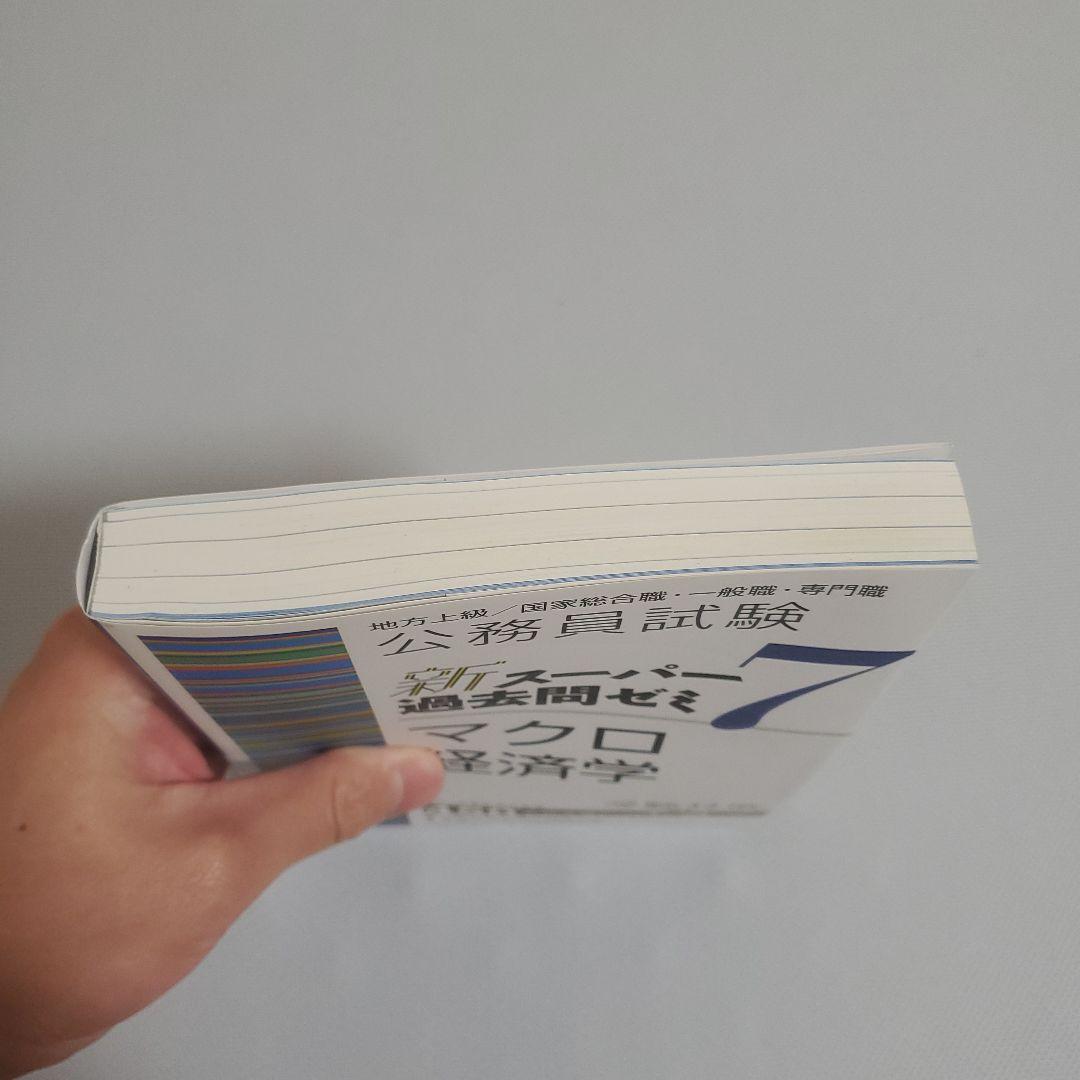 地方上級／国家総合職・一般職・専門職
公務員試験
新スーパー
過去問ゼミ
7
マクロ
経済学